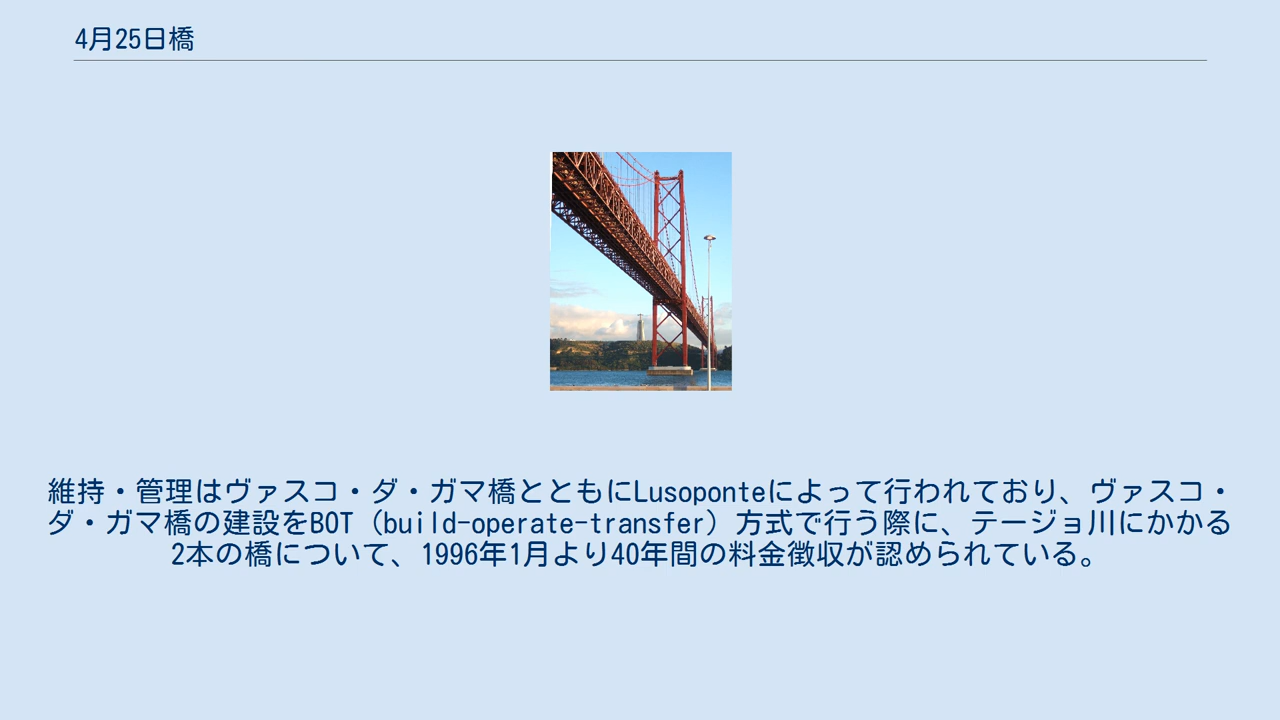 4月25日橋
維持・管理はヴァスコ・ダ・ガマ橋とともにLusoponteによって行われており、ヴァスコ・
ダ・ガマ橋の建設をBOT（build-operate-transfer）方式で行う際に、テージョ川にかかる
2本の橋について、1996年1月より40年間の料金徴収が認められている。